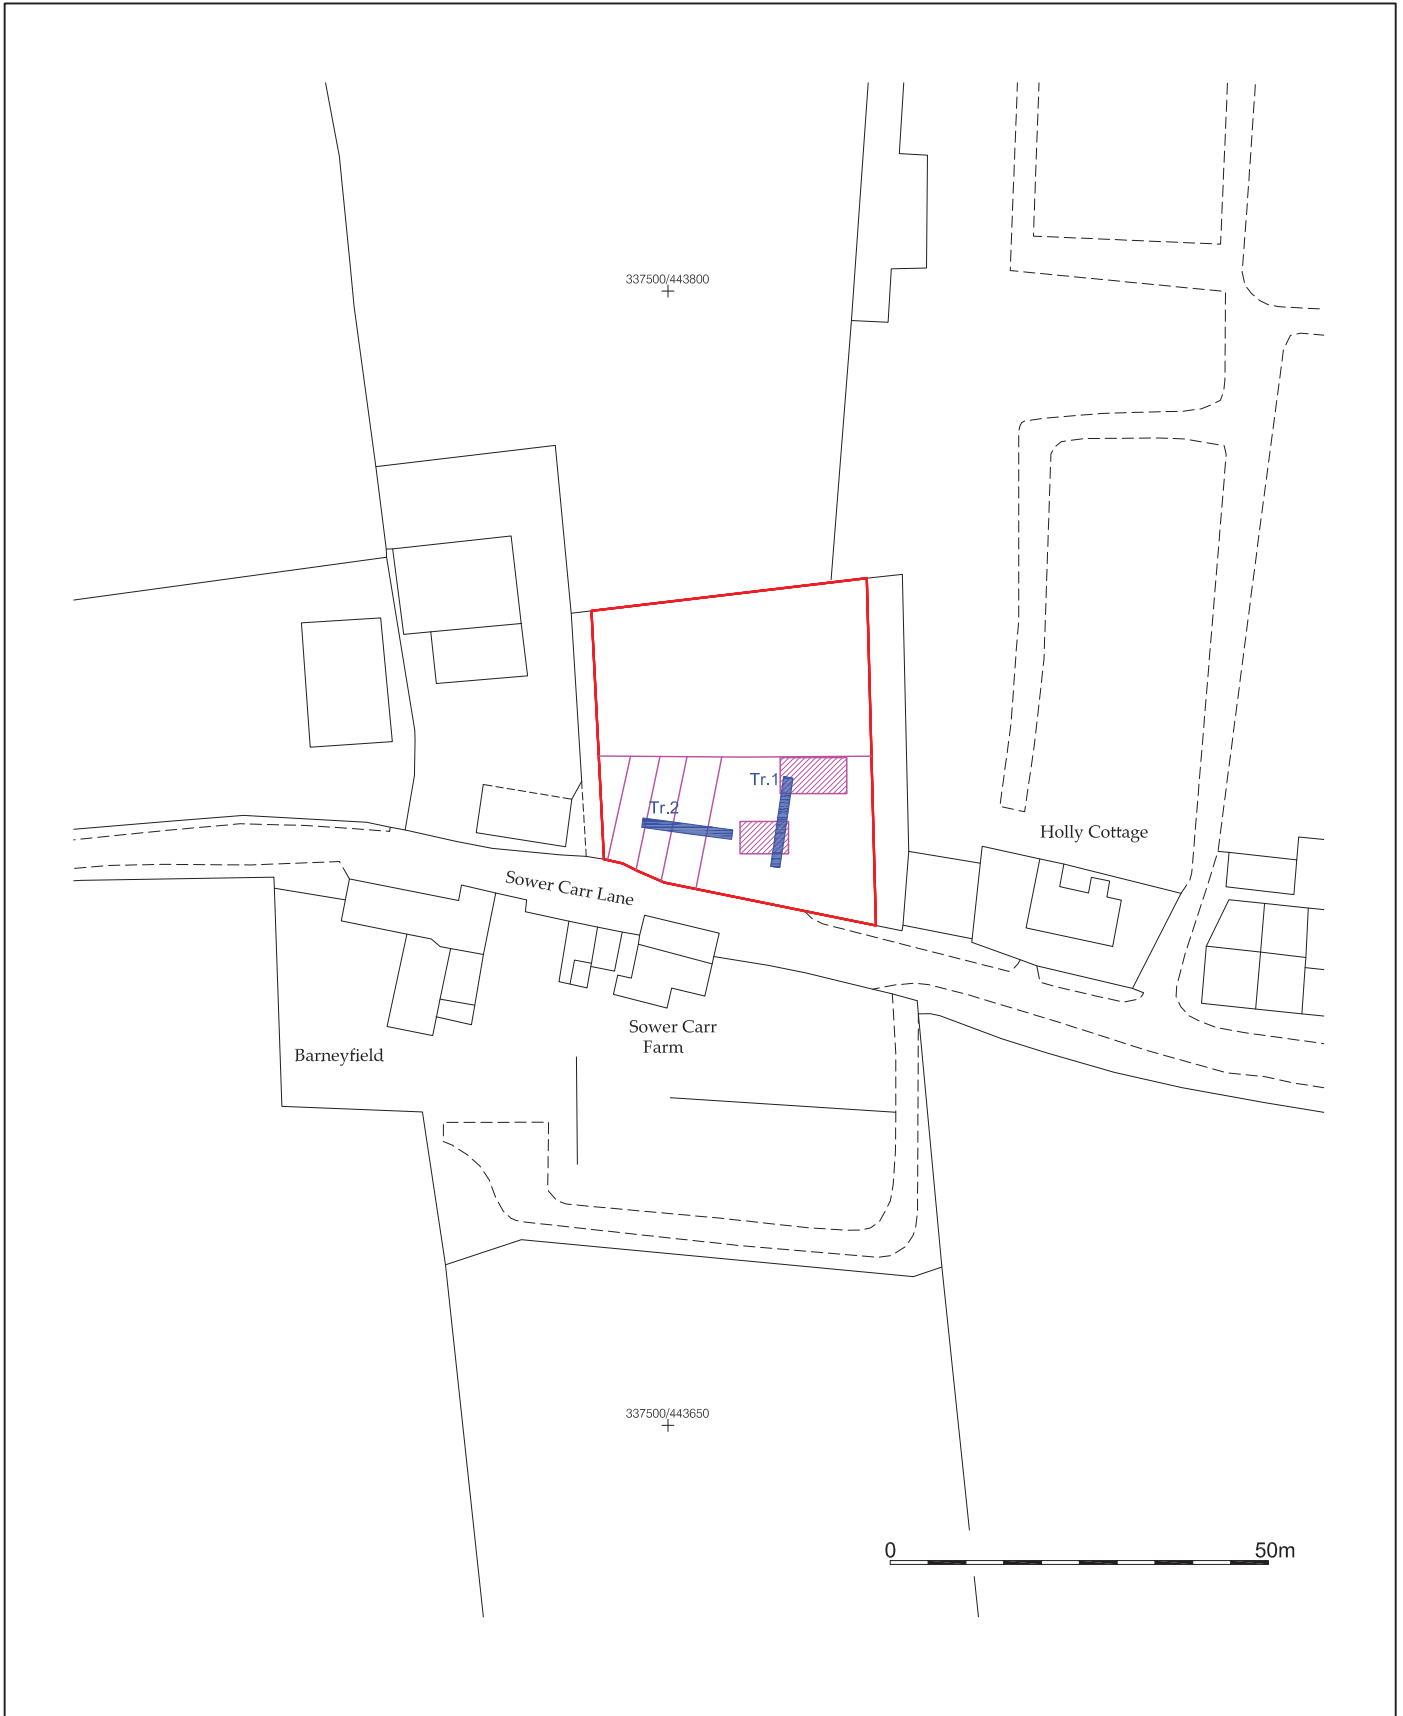 337500/443800
Tr.1
Tr.2
Holly Cottage
Sower Carr Lane
Sower Carr
Farm
Barneyfield
337500/443650
0
50m